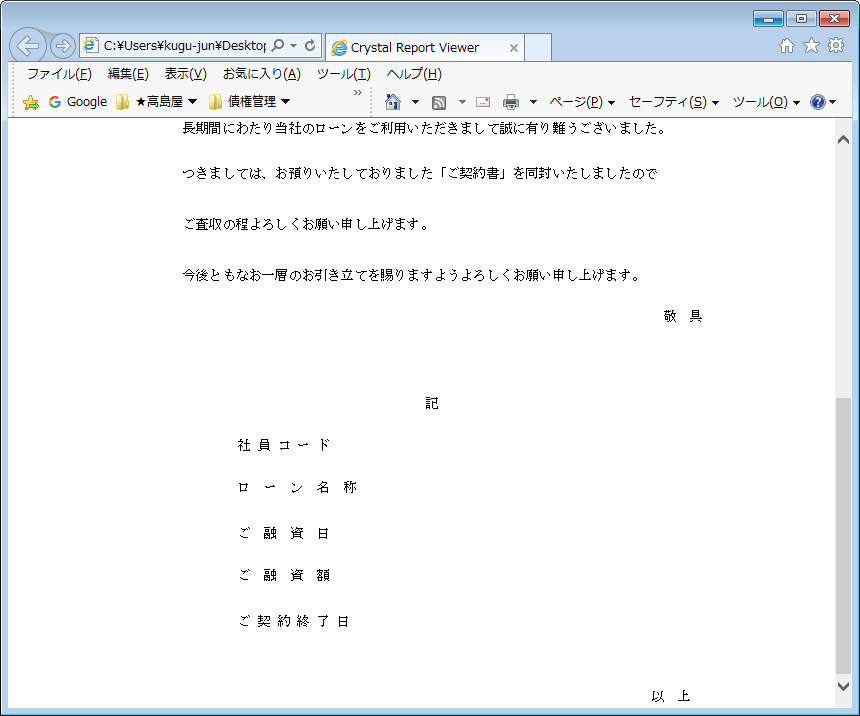 C:¥Users¥kugu-jun¥Desktop
Crystal Report Viewer
ファイル(F) 編集(E) 表示(V) お気に入り(A) ツール(T) ヘルプ(H)
Google ★高島屋 債権管理 ページ(P) セーフティ(S) ツール(O)
長期間にわたり当社のローンをご利用いただきまして誠に有り難うございました。
つきましては、お預りいたしておりました「ご契約書」を同封いたしましたので
ご査収の程よろしくお願い申し上げます。
今後ともなお一層のお引き立てを賜りますようよろしくお願い申し上げます。
敬 具
記
社 員 コ ー ド
ロ ー ン 名 称
ご 融 資 日
ご 融 資 額
ご 契 約 終 了 日
以 上